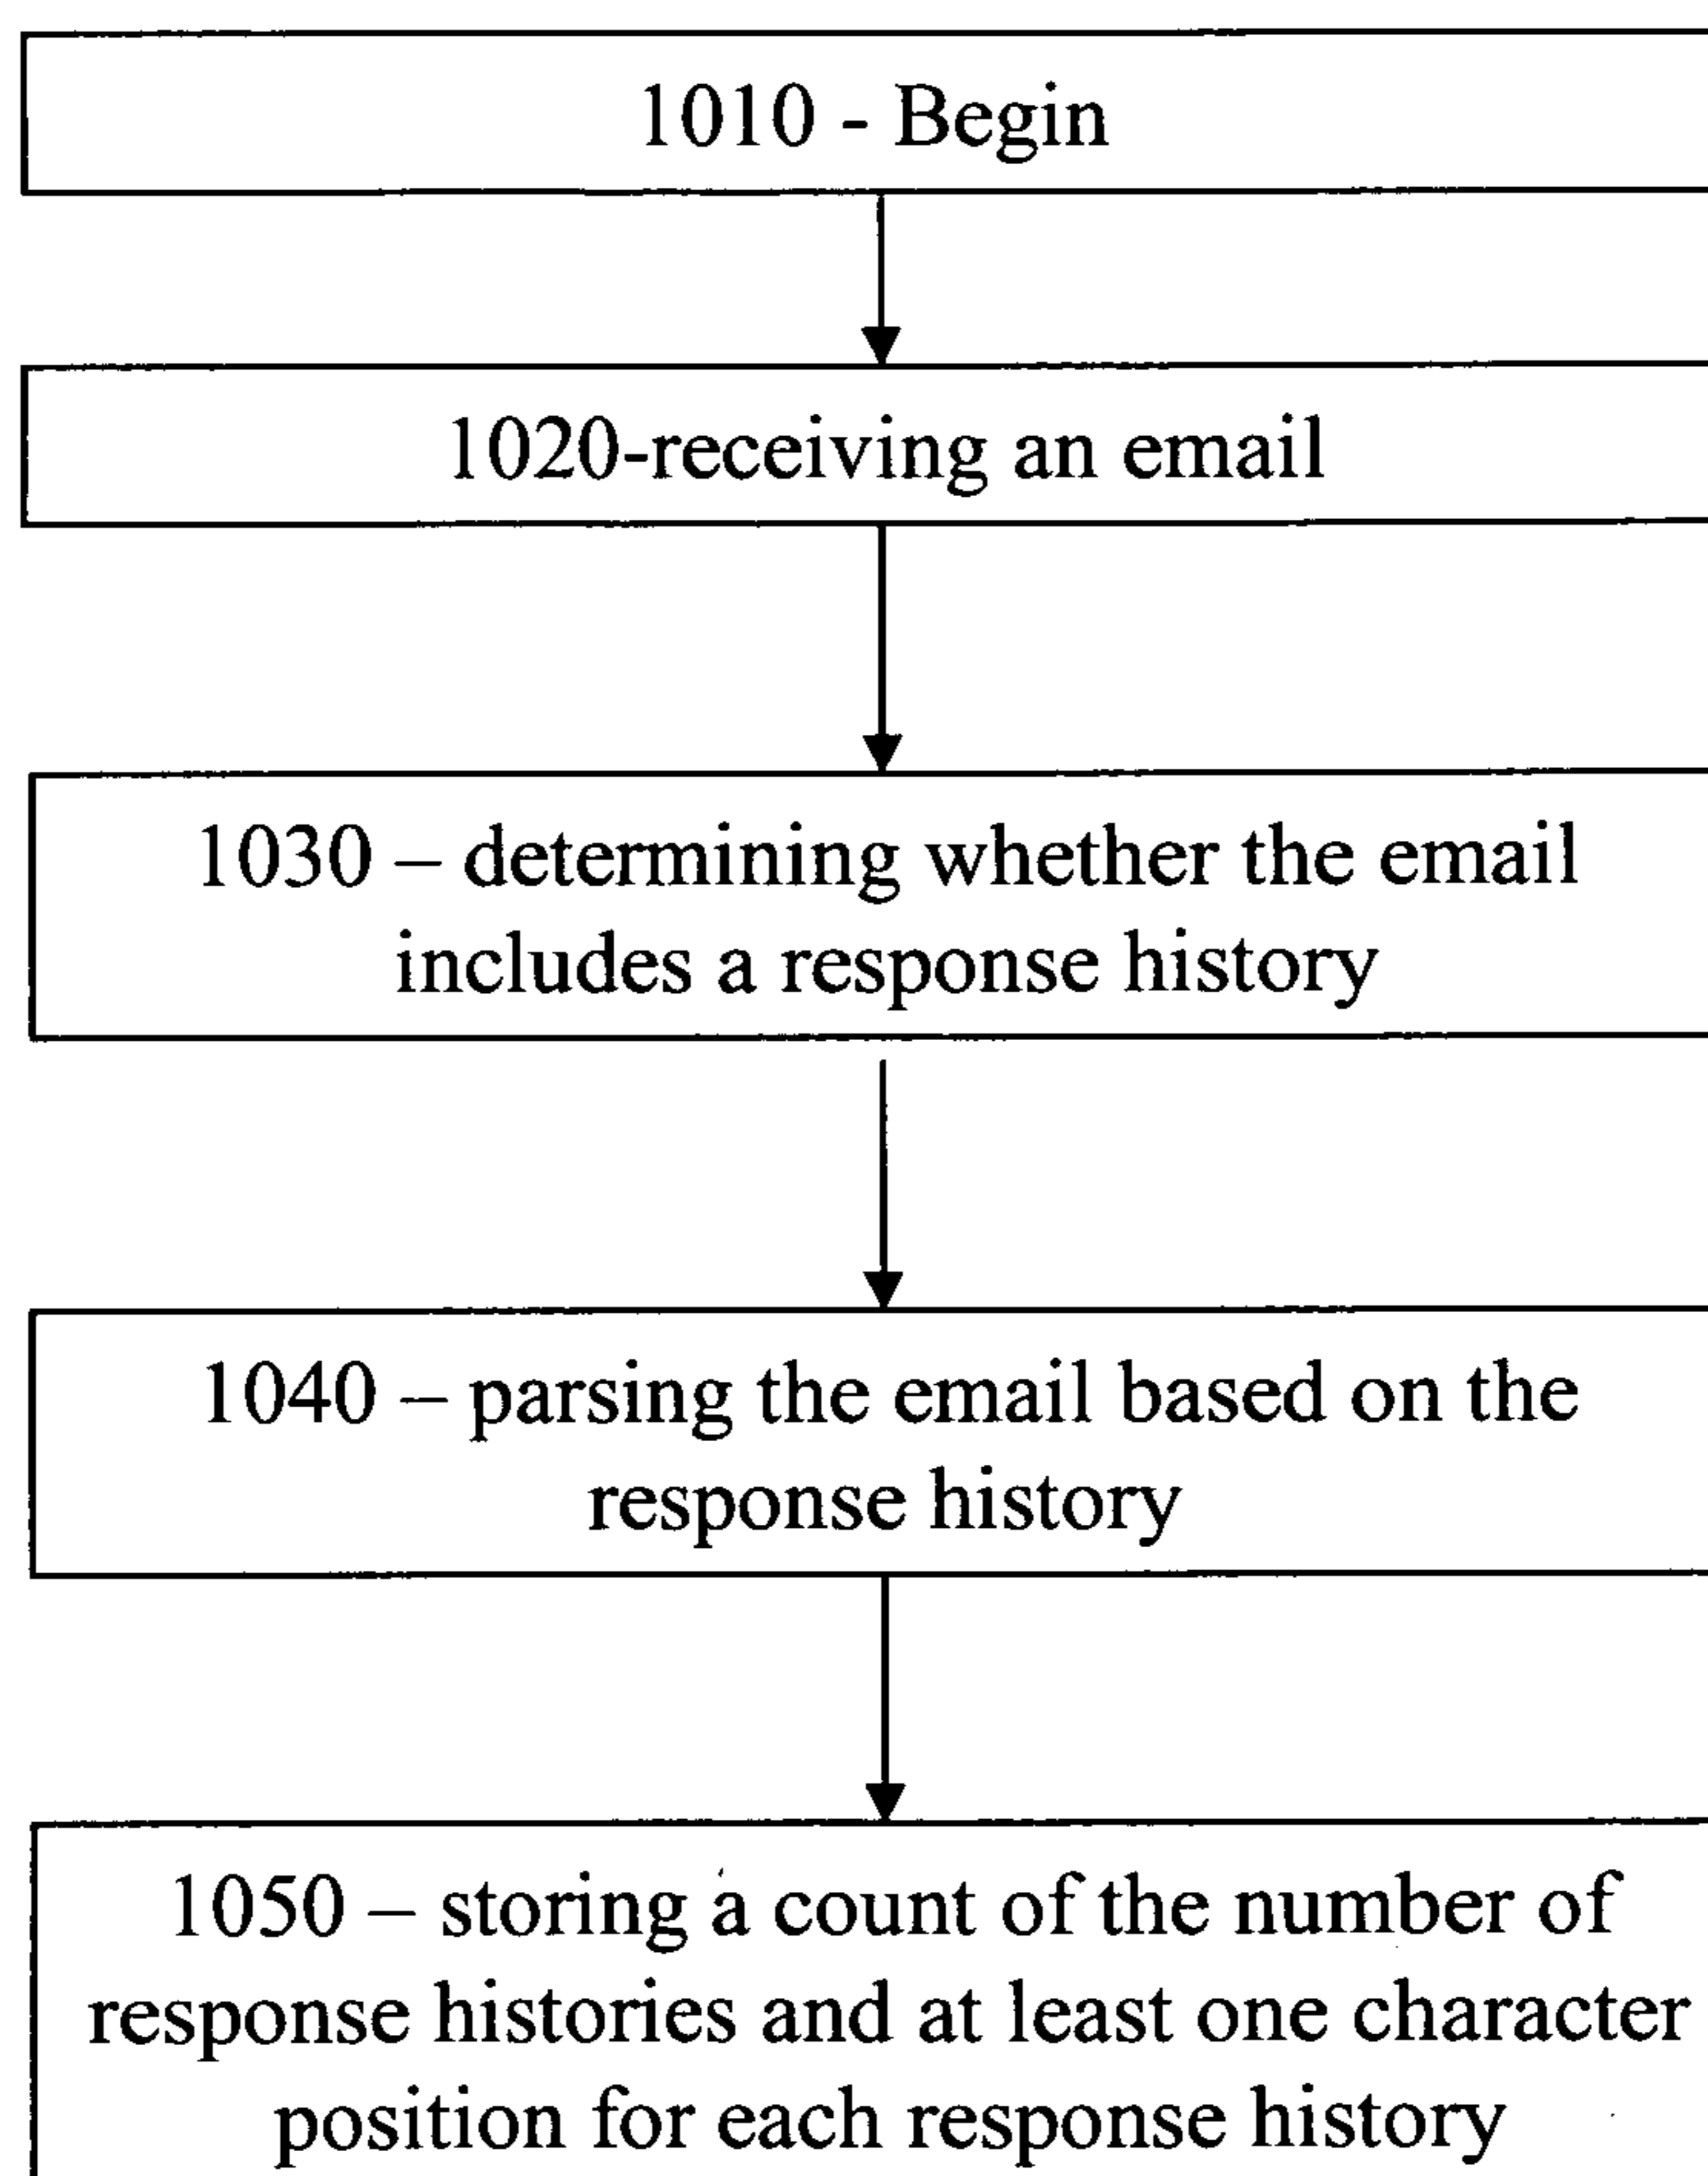 1010 - Begin
1020-receiving an email
1030 – determining whether the email
includes a response history
1040 – parsing the email based on the
response history
1050 – storing a count of the number of
response histories and at least one character
position for each response history